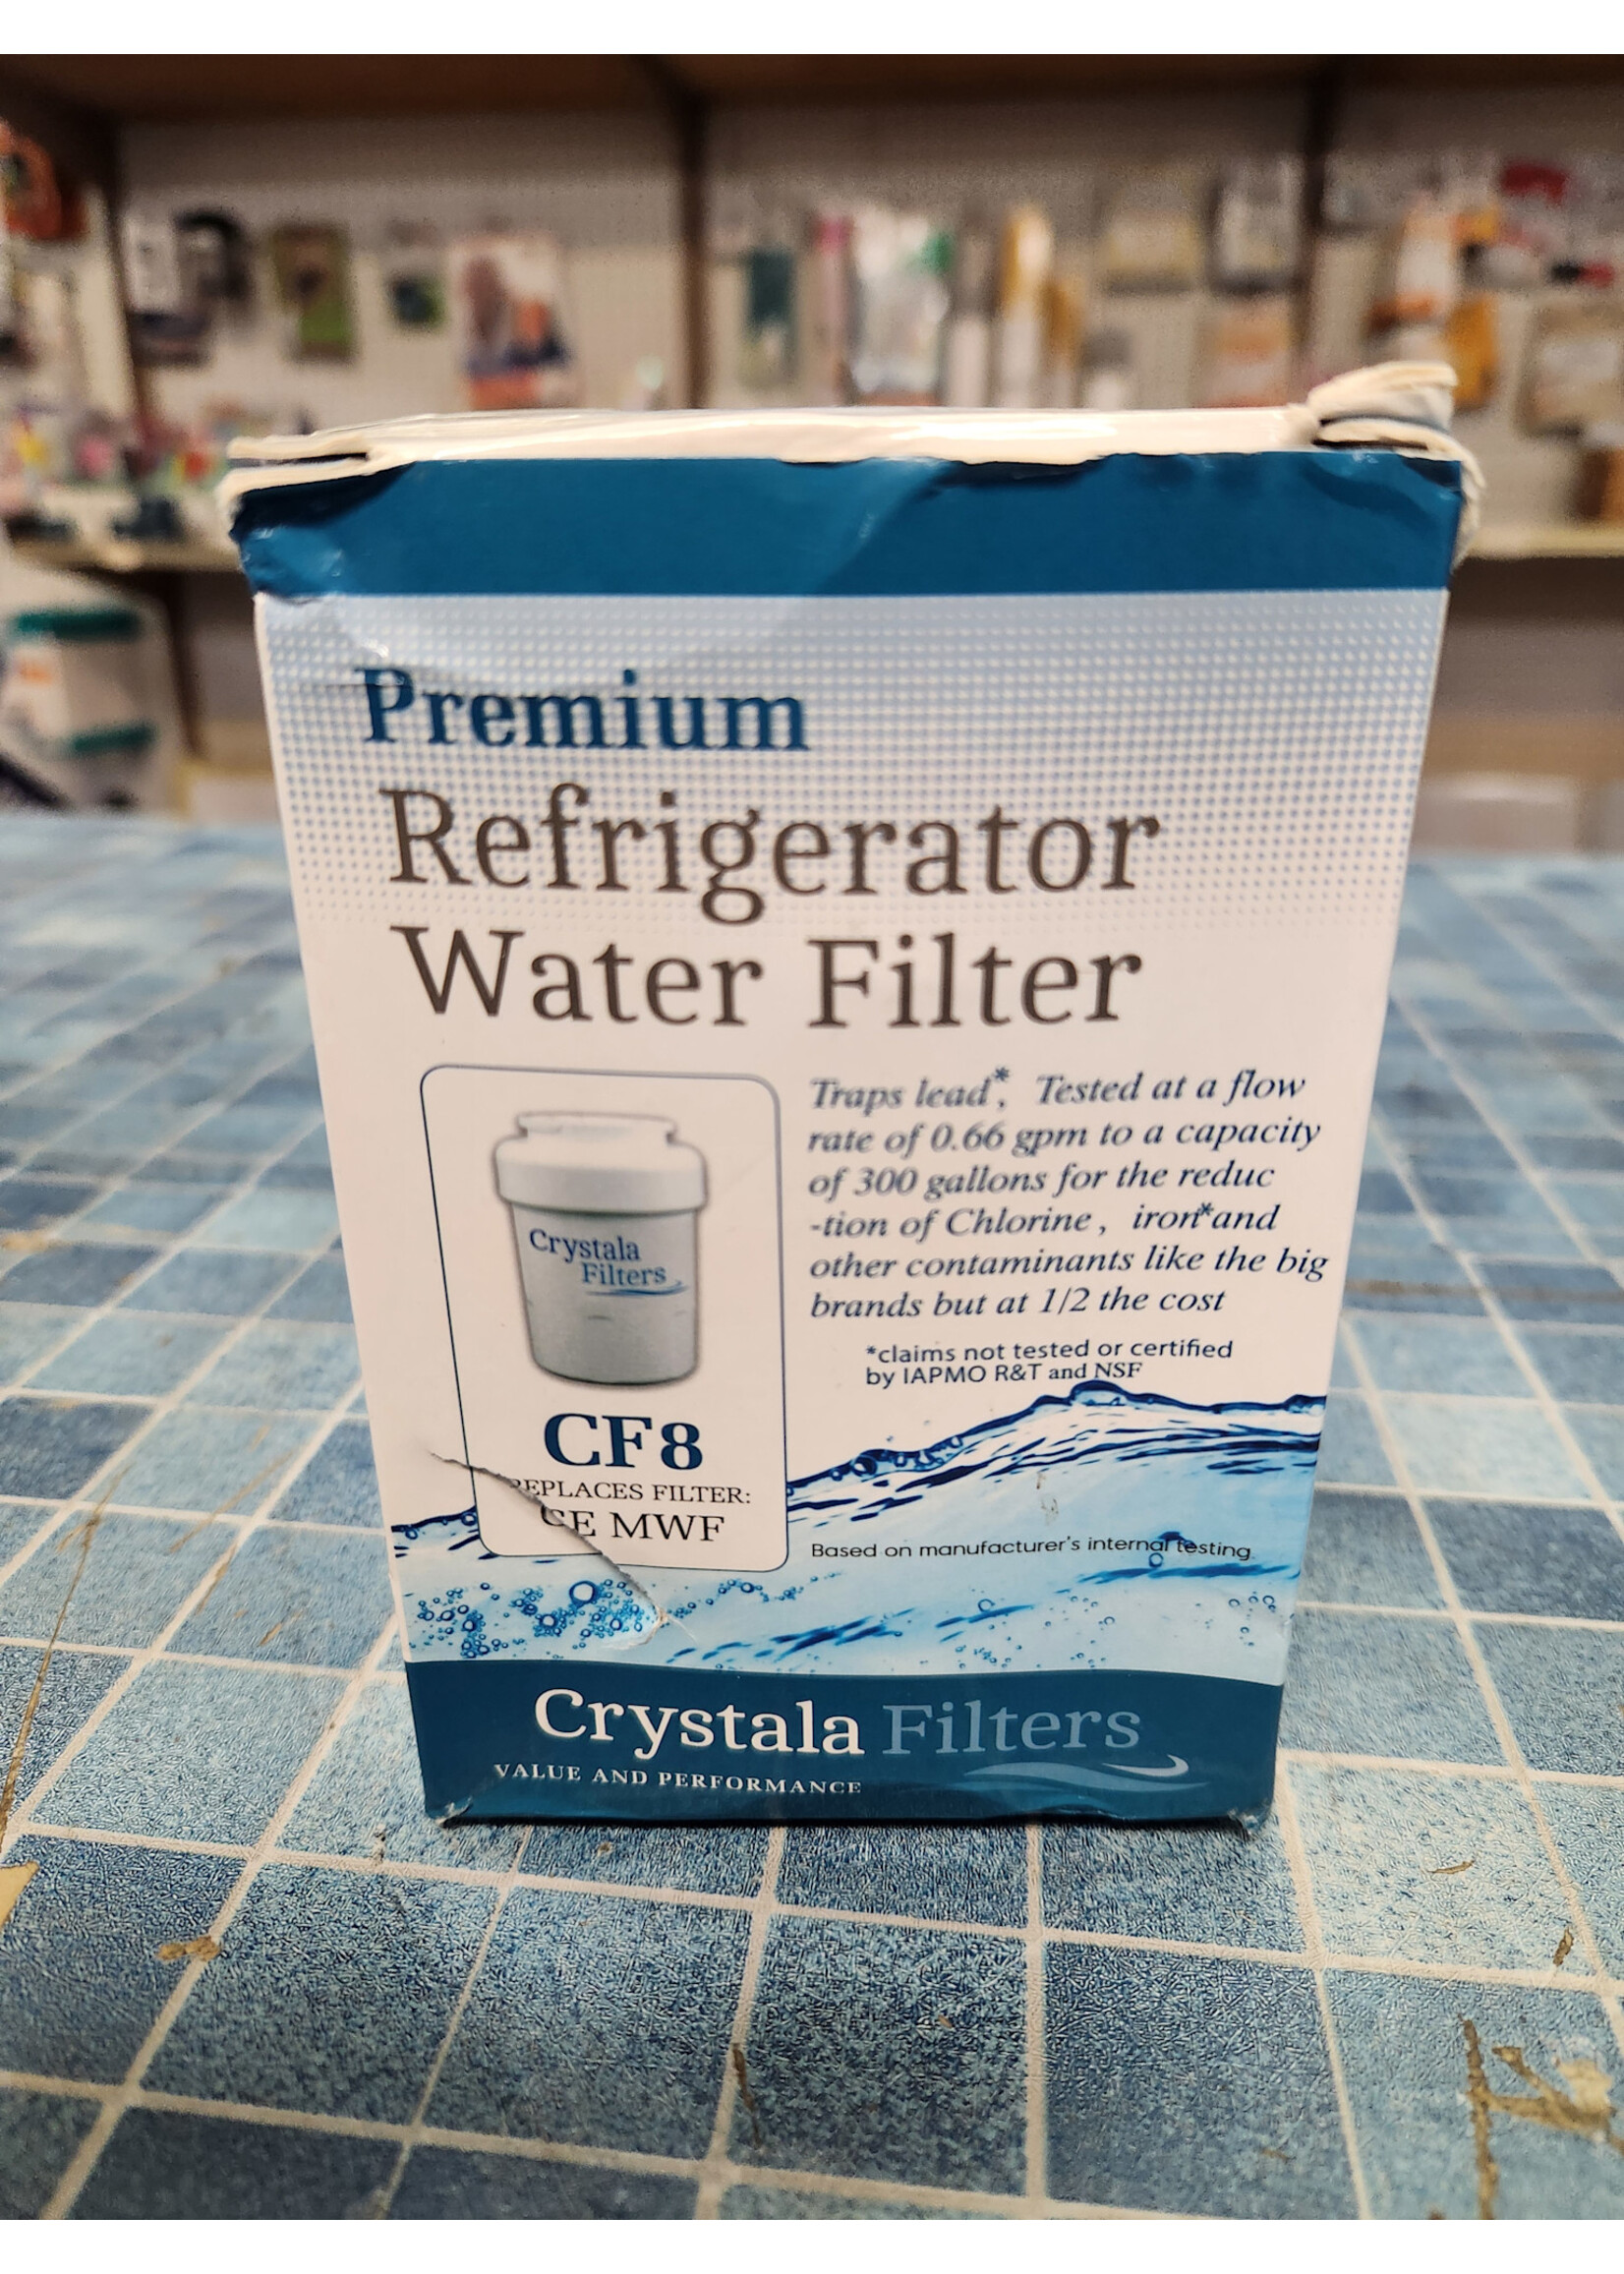 Premium
Refrigerator
Water Filter
Traps lead*, Tested at a flow
rate of 0.66 gpm to a capacity
of 300 gallons for the reduc
-tion of Chlorine, iron*and
other contaminants like the big
brands but at 1/2 the cost
*claims not tested or certified
by IAPMO R&T and NSF
Crystala
Filters
CF8
REPLACES FILTER:
GE MWF
Based on manufacturer's internal testing
Crystala Filters
VALUE AND PERFORMANCE